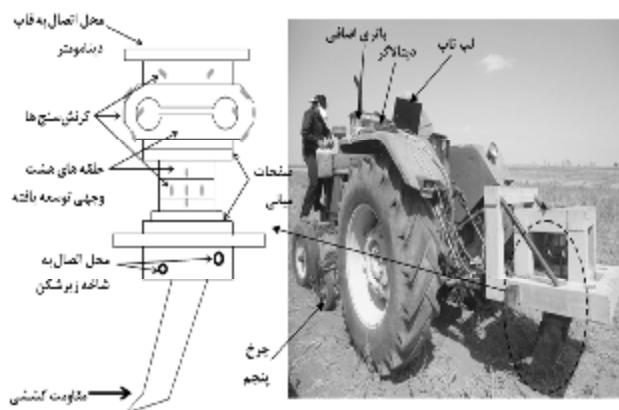 محل اتصال به قاب
دینامومتر
کرنش‌سنج‌ها
حلقه های هشت
وجهی توسعه یافته
صفحات
میانی
محل اتصال به
شاخه زیرشکن
مقاومت کششی
باتری اضافی
دیتالاگر
لپ تاپ
چرخ
پنجم